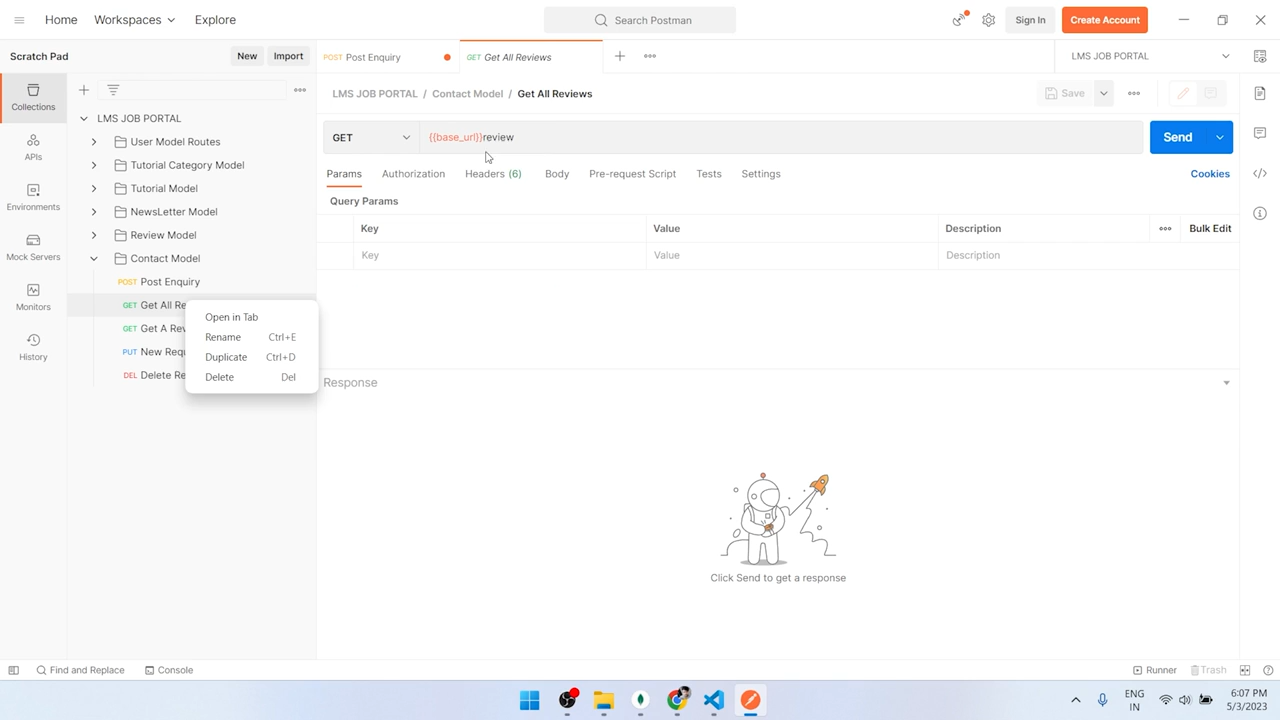 Home
Workspaces
Explore
Search Postman
Sign In
Create Account
Scratch Pad
New
Import
POST Post Enquiry
GET Get All Reviews
LMS JOB PORTAL
Collections
APIs
Environments
Mock Servers
Monitors
History
LMS JOB PORTAL
User Model Routes
Tutorial Category Model
Tutorial Model
NewsLetter Model
Review Model
Contact Model
POST Post Enquiry
GET Get All Re
GET Get A Rev
PUT New Requ
DEL Delete Re
Open in Tab
Rename Ctrl+E
Duplicate Ctrl+D
Delete Del
LMS JOB PORTAL / Contact Model / Get All Reviews
Save
GET
{{base_url}}review
Send
Params
Authorization
Headers (6)
Body
Pre-request Script
Tests
Settings
Cookies
Query Params
Key Value Description Bulk Edit
Key Value Description
Response
Click Send to get a response
Find and Replace
Console
Runner
Trash
ENG
IN
6:07 PM
5/3/2023